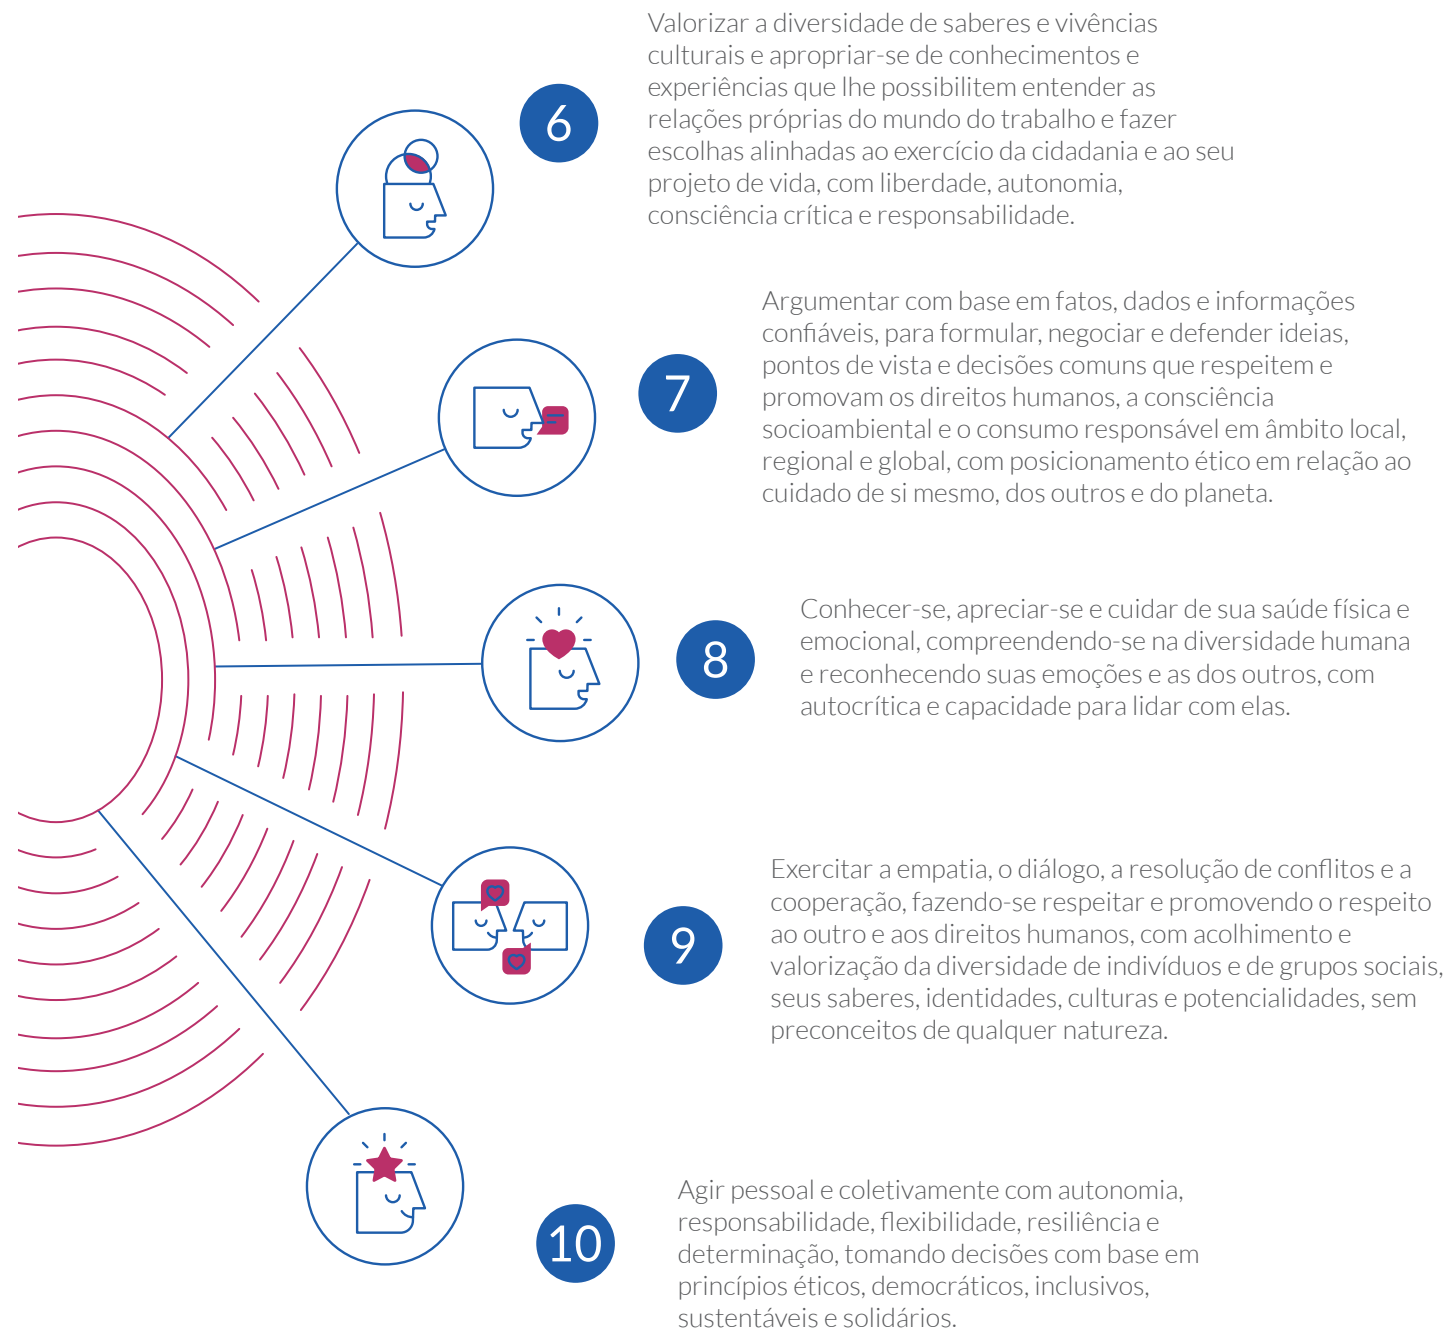 6
Valorizar a diversidade de saberes e vivências
culturais e apropriar-se de conhecimentos e
experiências que lhe possibilitem entender as
relações próprias do mundo do trabalho e fazer
escolhas alinhadas ao exercício da cidadania e ao seu
projeto de vida, com liberdade, autonomia,
consciência crítica e responsabilidade.
7
Argumentar com base em fatos, dados e informações
confiáveis, para formular, negociar e defender ideias,
pontos de vista e decisões comuns que respeitem e
promovam os direitos humanos, a consciência
socioambiental e o consumo responsável em âmbito local,
regional e global, com posicionamento ético em relação ao
cuidado de si mesmo, dos outros e do planeta.
8
Conhecer-se, apreciar-se e cuidar de sua saúde física e
emocional, compreendendo-se na diversidade humana
e reconhecendo suas emoções e as dos outros, com
autocrítica e capacidade para lidar com elas.
9
Exercitar a empatia, o diálogo, a resolução de conflitos e a
cooperação, fazendo-se respeitar e promovendo o respeito
ao outro e aos direitos humanos, com acolhimento e
valorização da diversidade de indivíduos e de grupos sociais,
seus saberes, identidades, culturas e potencialidades, sem
preconceitos de qualquer natureza.
10
Agir pessoal e coletivamente com autonomia,
responsabilidade, flexibilidade, resiliência e
determinação, tomando decisões com base em
princípios éticos, democráticos, inclusivos,
sustentáveis e solidários.